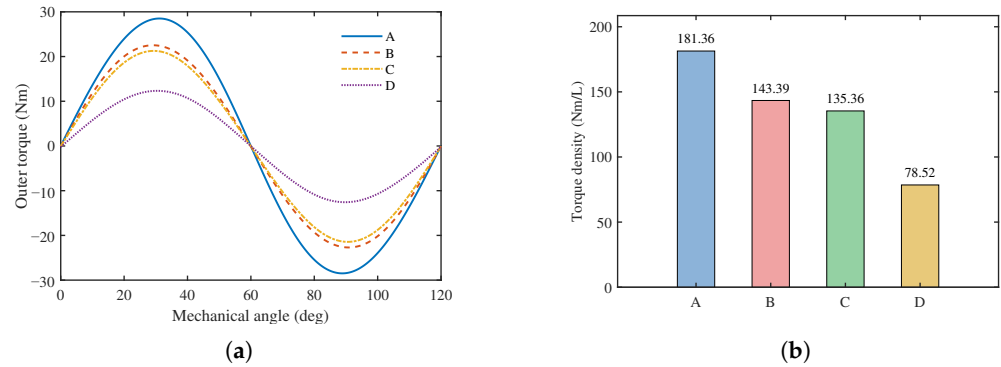 30
20
10
0
−10
−20
−30
0
20
40
60
80
100
120
Outer torque (Nm)
Mechanical angle (deg)
A
B
C
D
(a)
200
150
100
50
0
Torque density (Nm/L)
181.36
143.39
135.36
78.52
A
B
C
D
(b)